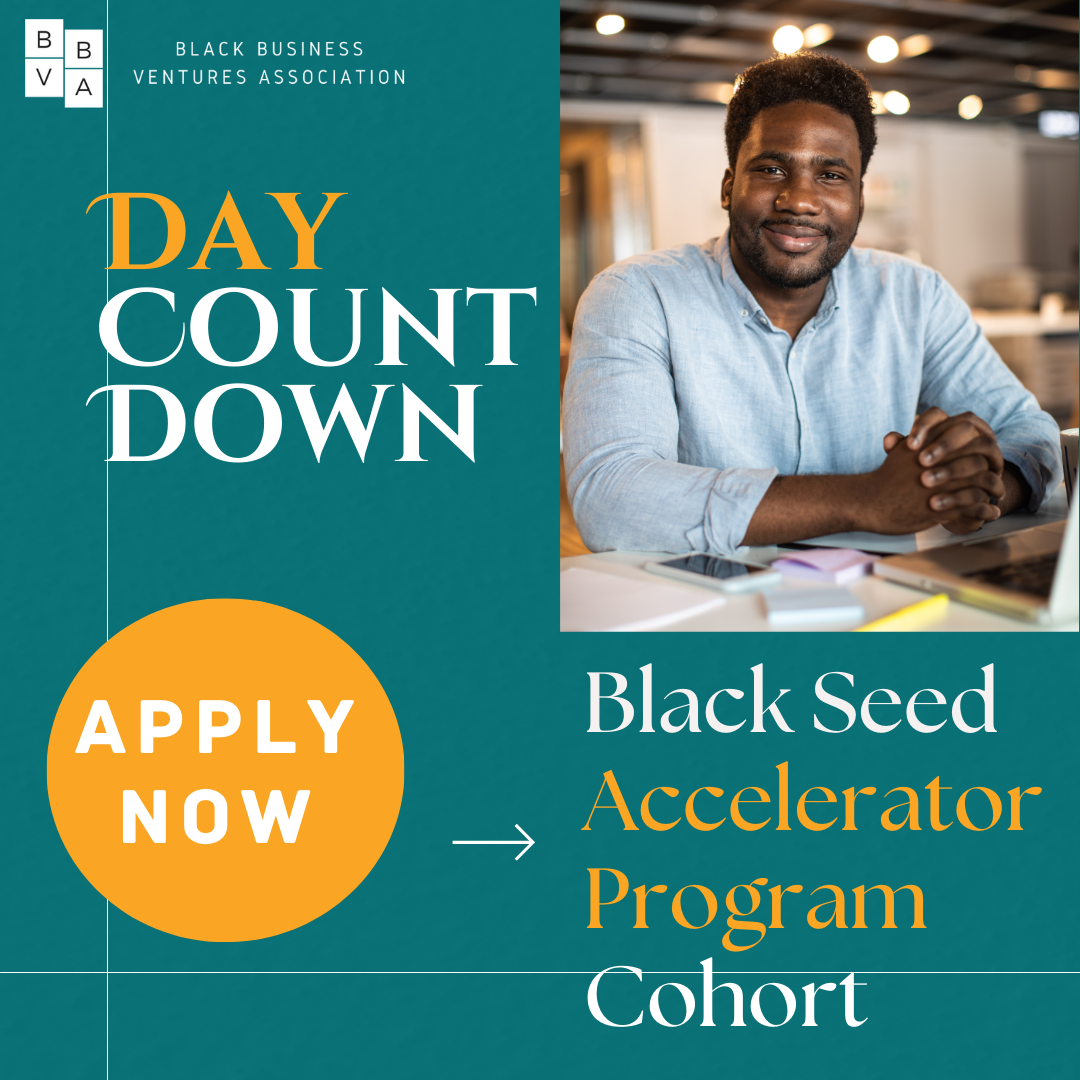 B B
V A
BLACK BUSINESS
VENTURES ASSOCIATION
DAY
COUNT
DOWN
APPLY
NOW
Black Seed
Accelerator
Program
Cohort